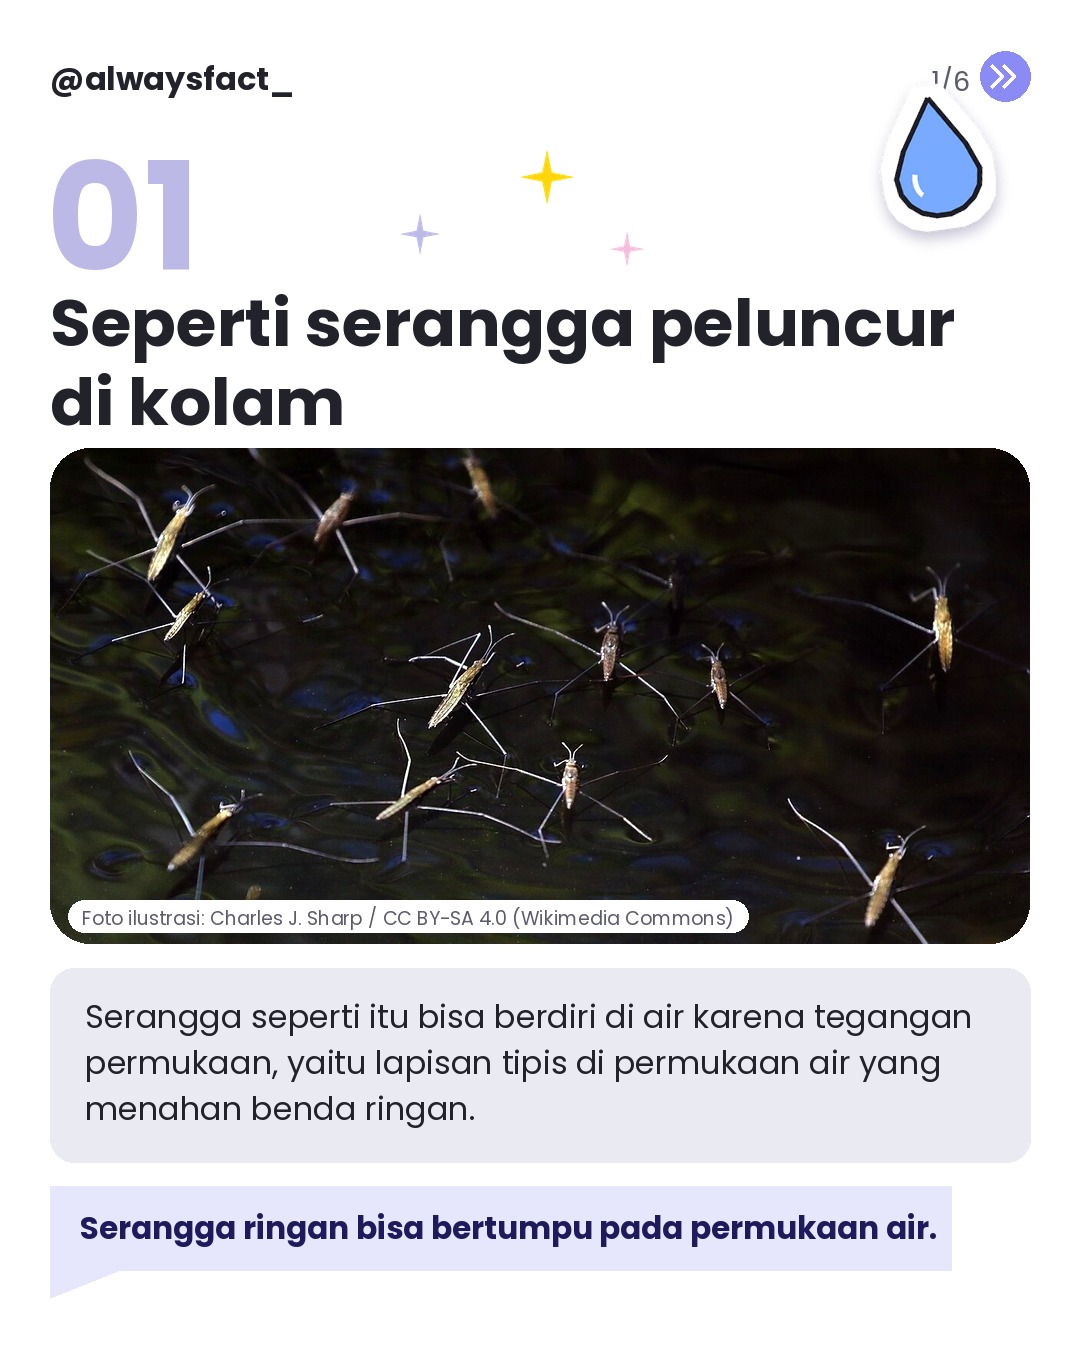 @alwaysfact_
1/6
01
Seperti serangga peluncur
di kolam
Foto ilustrasi: Charles J. Sharp / CC BY-SA 4.0 (Wikimedia Commons)
Serangga seperti itu bisa berdiri di air karena tegangan
permukaan, yaitu lapisan tipis di permukaan air yang
menahan benda ringan.
Serangga ringan bisa bertumpu pada permukaan air.